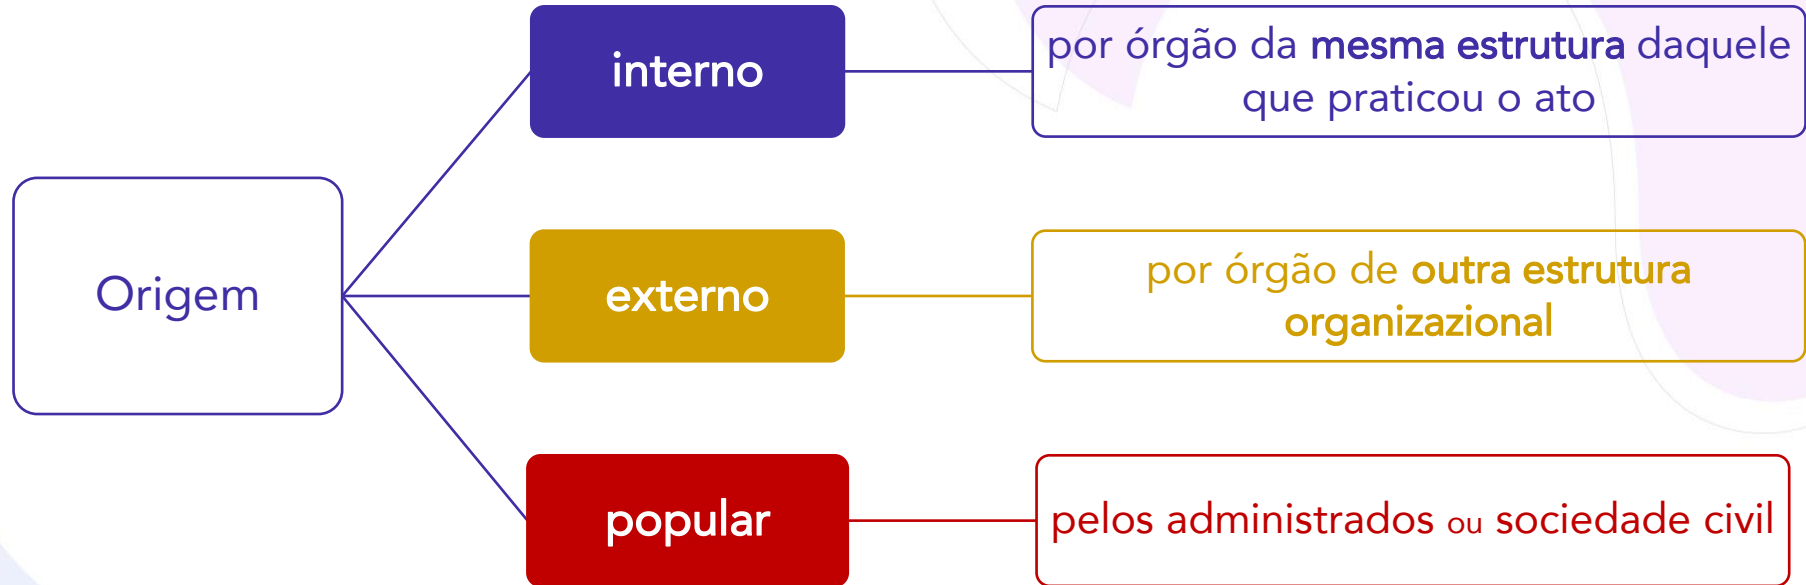 interno
por órgão da mesma estrutura daquele
que praticou o ato
Origem
externo
por órgão de outra estrutura
organizazional
popular
pelos administrados ou sociedade civil